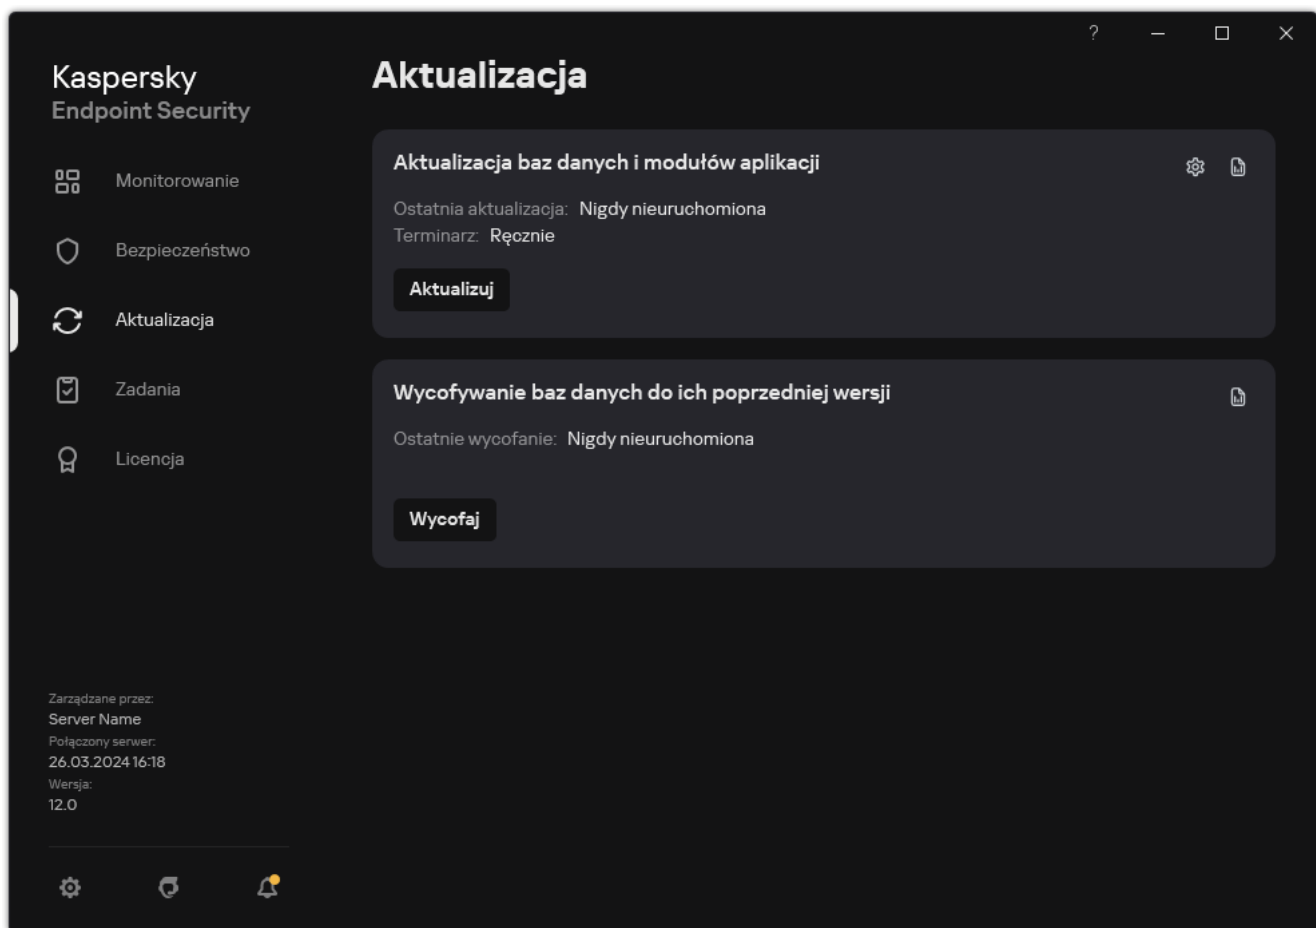 ?
Kaspersky
Endpoint Security
Monitorowanie
Bezpieczeństwo
Aktualizacja
Zadania
Licencja
Zarządzane przez:
Server Name
Połączony serwer:
26.03.2024 16:18
Wersja:
12.0
Aktualizacja
Aktualizacja baz danych i modułów aplikacji
Ostatnia aktualizacja: Nigdy nieuruchomiona
Terminarz: Ręcznie
Aktualizuj
Wycofywanie baz danych do ich poprzedniej wersji
Ostatnie wycofanie: Nigdy nieuruchomiona
Wycofaj